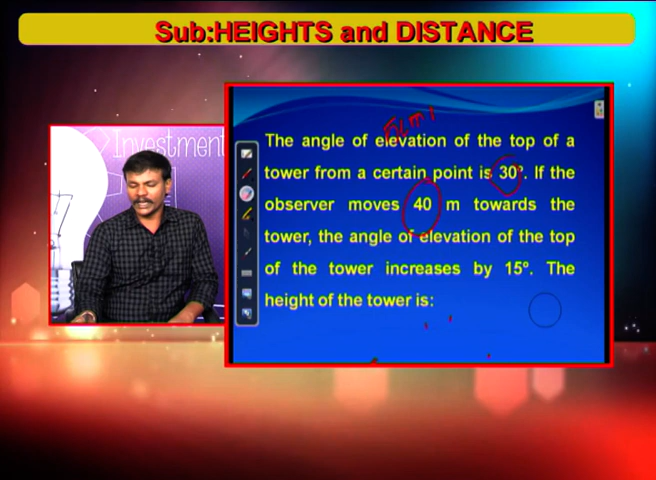 Sub:HEIGHTS and DISTANCE
Investment
The angle of elevation of the top of a
tower from a certain point is 30º. If the
observer moves 40 m towards the
tower, the angle of elevation of the top
of the tower increases by 15º. The
height of the tower is: